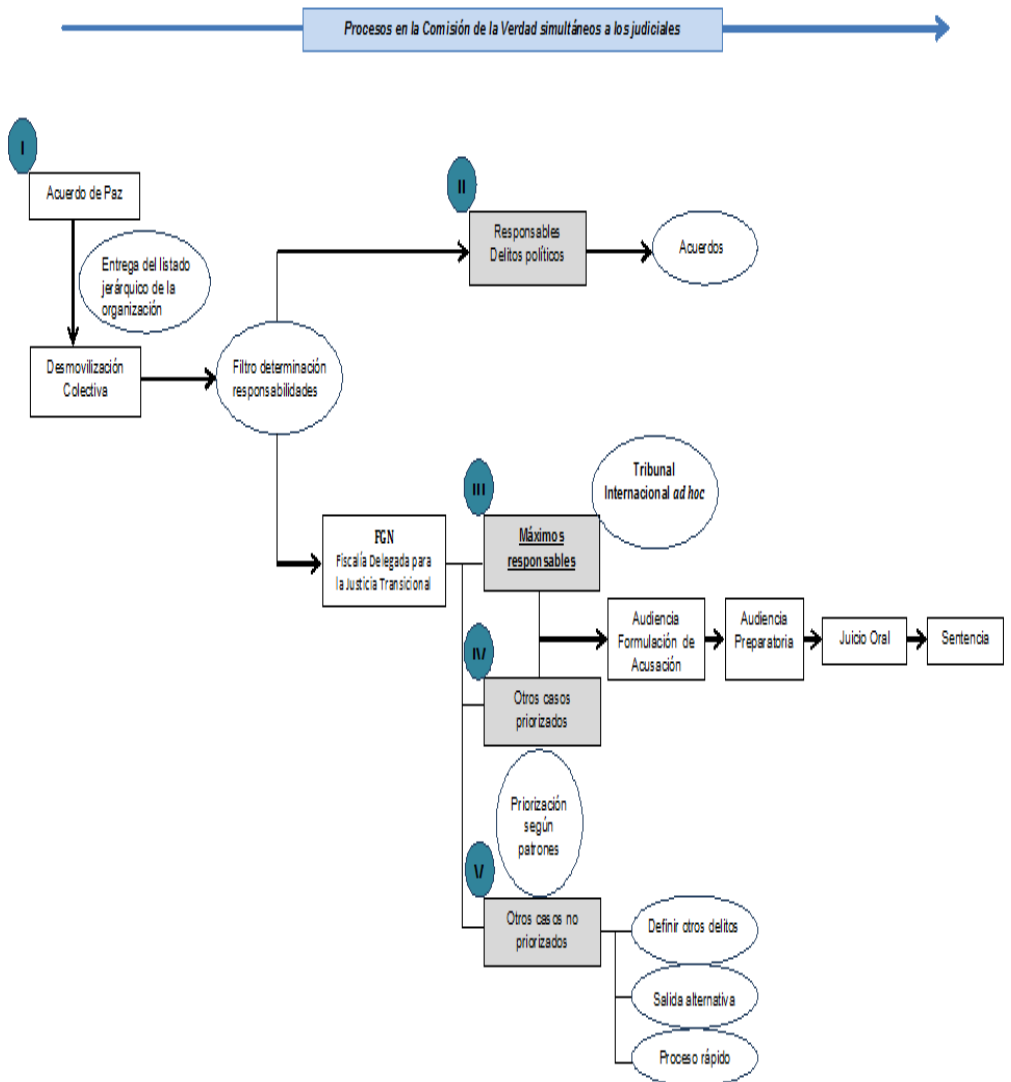 Procesos en la Comisión de la Verdad simultáneos a los judiciales
I
Acuerdo de Paz
Entrega del listado
jerárquico de la
organización
Desmovilización
Colectiva
Filtro determinación
responsabilidades
II
Responsables
Delitos políticos
Acuerdos
FGN
Fiscalía Delegada para
la Justicia Transicional
III
Máximos
responsables
Tribunal
Internacional ad hoc
Audiencia
Formulación de
Acusación
Audiencia
Preparatoria
Juicio Oral
Sentencia
IV
Otros casos
priorizados
Priorización
según
patrones
V
Otros casos no
priorizados
Definir otros delitos
Salida alternativa
Proceso rápido